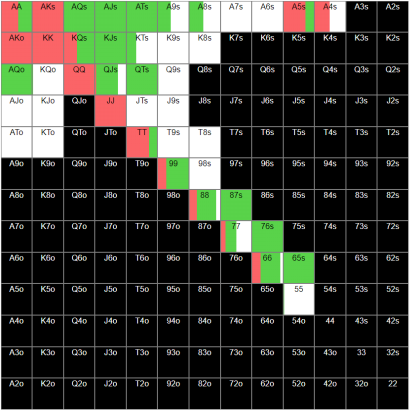 AA AKs AQs AJs ATs A9s A8s A7s A6s A5s A4s A3s A2s
AKo KK KQs KJs KTs K9s K8s K7s K6s K5s K4s K3s K2s
AQo KQo QQ QJs QTs Q9s Q8s Q7s Q6s Q5s Q4s Q3s Q2s
AJo KJo QJo JJ JTs J9s J8s J7s J6s J5s J4s J3s J2s
ATo KTo QTo JTo TT T9s T8s T7s T6s T5s T4s T3s T2s
A9o K9o Q9o J9o T9o 99 98s 97s 96s 95s 94s 93s 92s
A8o K8o Q8o J8o T8o 98o 88 87s 86s 85s 84s 83s 82s
A7o K7o Q7o J7o T7o 97o 87o 77 76s 75s 74s 73s 72s
A6o K6o Q6o J6o T6o 96o 86o 76o 66 65s 64s 63s 62s
A5o K5o Q5o J5o T5o 95o 85o 75o 65o 55 54s 53s 52s
A4o K4o Q4o J4o T4o 94o 84o 74o 64o 54o 44 43s 42s
A3o K3o Q3o J3o T3o 93o 83o 73o 63o 53o 43o 33 32s
A2o K2o Q2o J2o T2o 92o 82o 72o 62o 52o 42o 32o 22